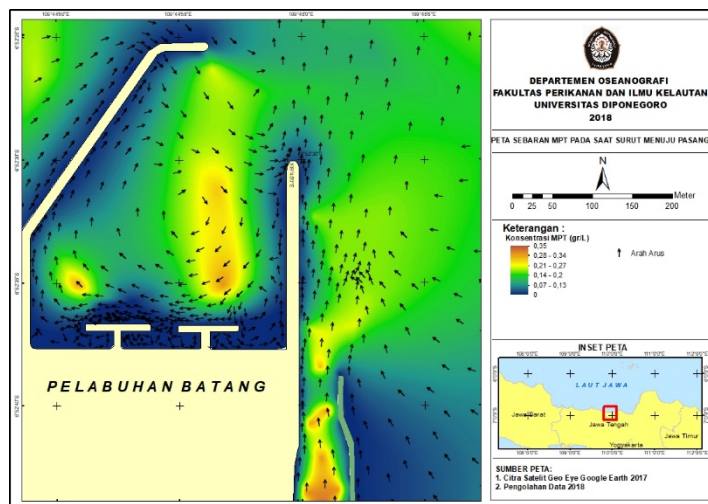 PELABUHAN BATANG
DEPARTEMEN OSEANOGRAFI
FAKULTAS PERIKANAN DAN ILMU KELAUTAN
UNIVERSITAS DIPONEGORO
2018
PETA SEBARAN MPT PADA SAAT SURUT MENUJU PASANG
N
Meter
0 25 50 100 150 200
Keterangan :
Konsentrasi MPT (gr/L)
0,35
0,28 - 0,34
0,21 - 0,27
0,14 - 0,2
0,07 - 0,13
0
Arah Arus
INSET PETA
LAUT JAWA
Jawa Barat
Jawa Tengah
Jawa Timur
Yogyakarta
SUMBER PETA:
1. Citra Satelit Geo Eye Google Earth 2017
2. Pengolahan Data 2018